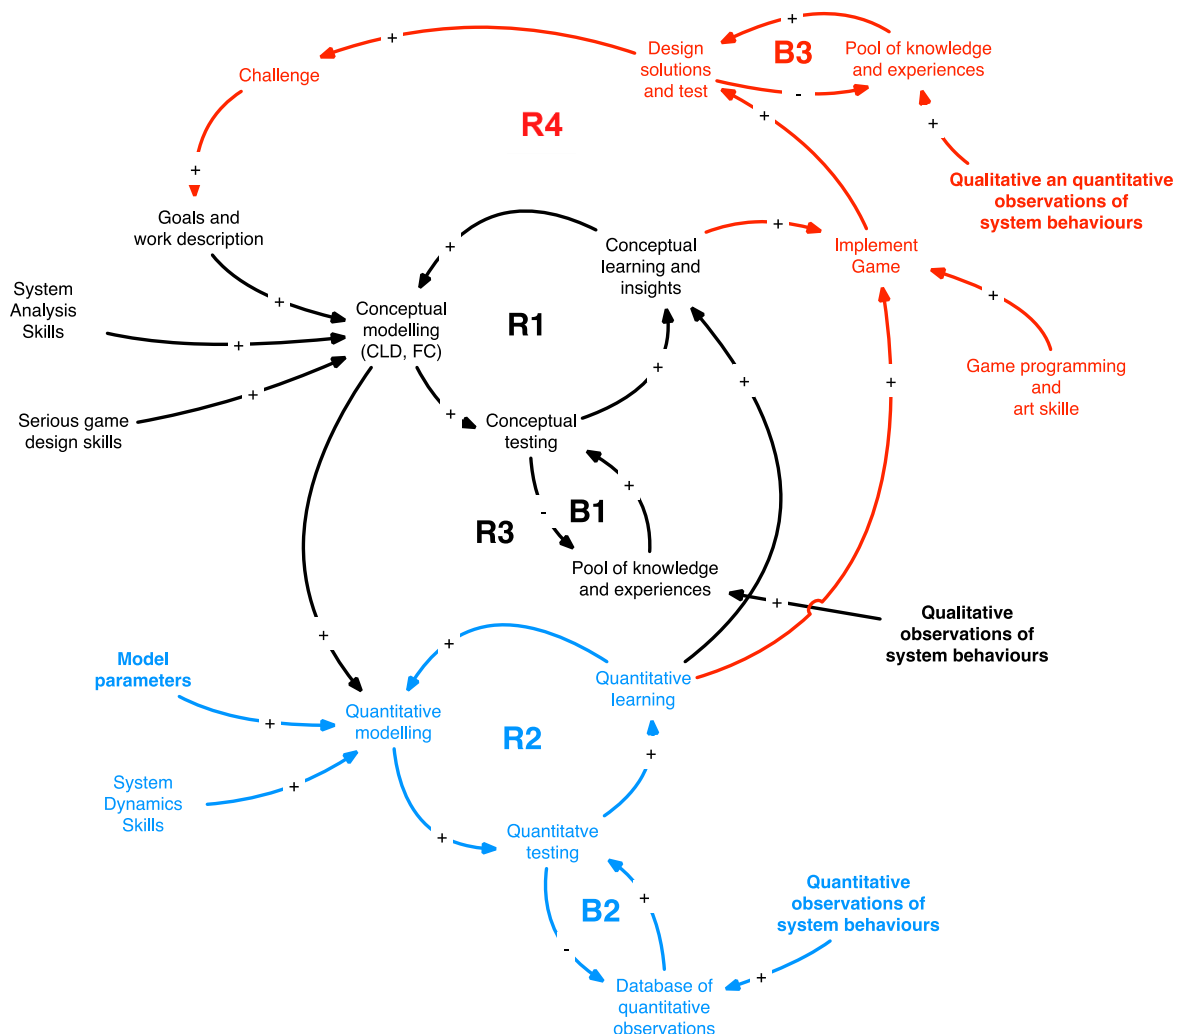 +
+
Design
solutions
and test
B3
Pool of knowledge
and experiences
Challenge
-
+
+
R4
+
Qualitative an quantitative
observations of
system behaviours
Goals and
work description
+
+
Conceptual
learning and
insights
Implement
Game
System
Analysis
Skills
+
+
Conceptual
modelling
(CLD, FC)
R1
+
+
+
+
+
Game programming
and
art skille
+
Serious game
design skills
+
Conceptual
testing
+
-
B1
R3
Pool of knowledge
and experiences
+
Qualitative
observations of
system behaviours
+
+
Model
parameters
Quantitative
learning
Quantitative
modelling
+
R2
+
+
System
Dynamics
Skills
+
Quantitatve
testing
Quantitative
observations of
system behaviours
+
B2
-
+
Database of
quantitative
observations